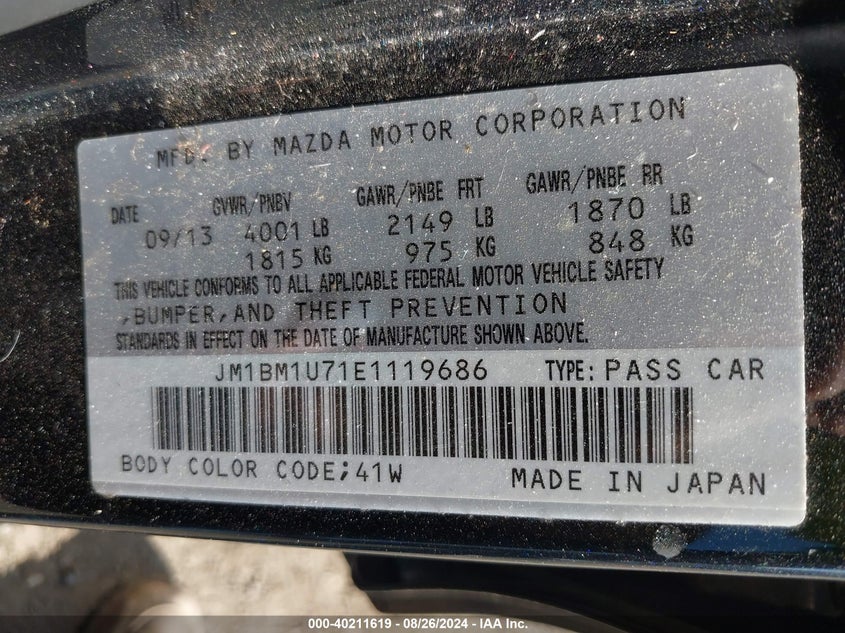 MFD. BY MAZDA MOTOR CORPORATION
DATE GVWR/PNBV GAWR/PNBE FRT GAWR/PNBE RR
09/13 4001 LB 2149 LB 1870 LB
1815 KG 975 KG 848 KG
THIS VEHICLE CONFORMS TO ALL APPLICABLE FEDERAL MOTOR VEHICLE SAFETY
,BUMPER,AND THEFT PREVENTION
STANDARDS IN EFFECT ON THE DATE OF MANUFACTURE SHOWN ABOVE.
JM1BM1U71E1119686 TYPE: PASS CAR
BODY COLOR CODE;41W MADE IN JAPAN
000-40211619 | 08/26/2024 | IAA Inc.